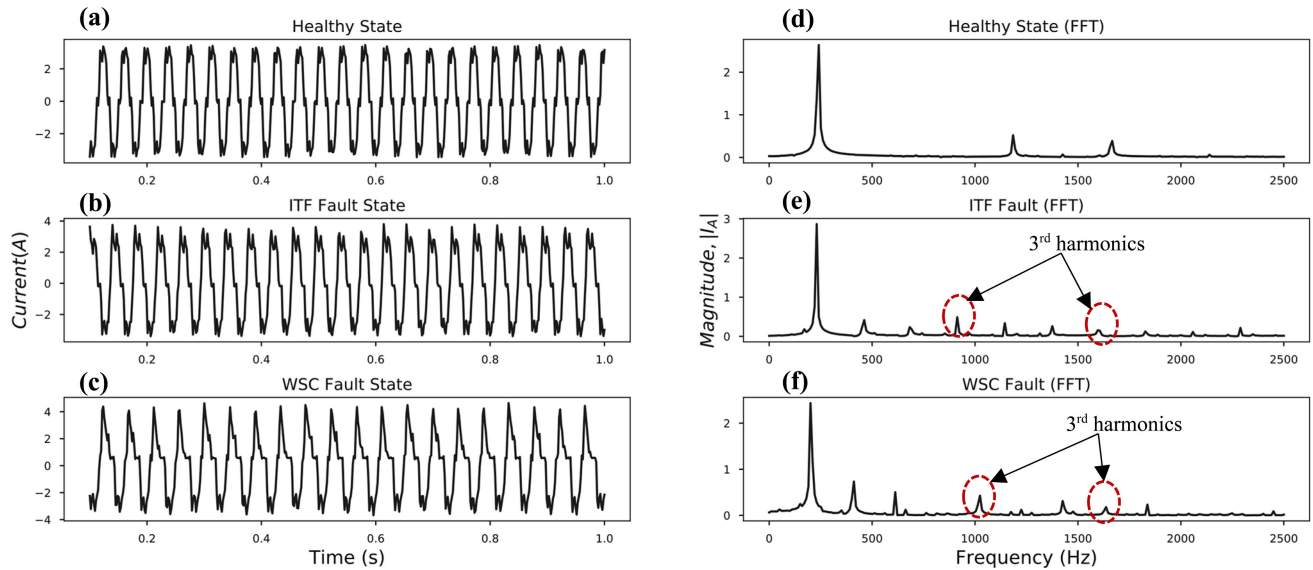 (a)
Healthy State
2
0
−2
0.2 0.4 0.6 0.8 1.0
(b)
ITF Fault State
4
2
0
−2
Current(A)
0.2 0.4 0.6 0.8 1.0
(c)
WSC Fault State
4
2
0
−2
−4
0.2 0.4 0.6 0.8 1.0
Time (s)
(d)
Healthy State (FFT)
2
1
0
0 500 1000 1500 2000 2500
(e)
ITF Fault (FFT)
3rd harmonics
3
2
1
0
Magnitude, |I_A|
0 500 1000 1500 2000 2500
(f)
WSC Fault (FFT)
3rd harmonics
2
1
0
0 500 1000 1500 2000 2500
Frequency (Hz)